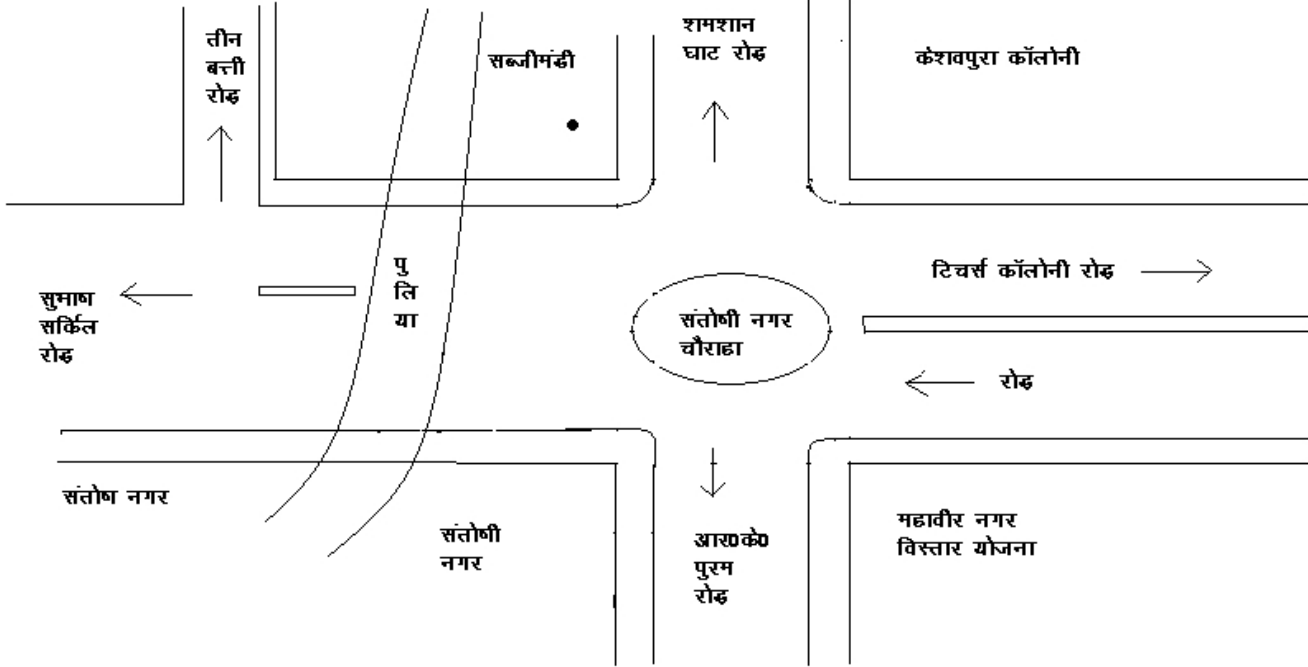 तीन
बत्ती
रोड़
सब्जीमंडी
शमशान
घाट रोड़
केशवपुरा कॉलोनी
पु
लि
या
सुभाष
सर्किल
रोड़
संतोषी नगर
चौराहा
टिचर्स कॉलोनी रोड़
रोड़
संतोष नगर
संतोषी
नगर
आर0के0
पुरम
रोड़
महावीर नगर
विस्तार योजना